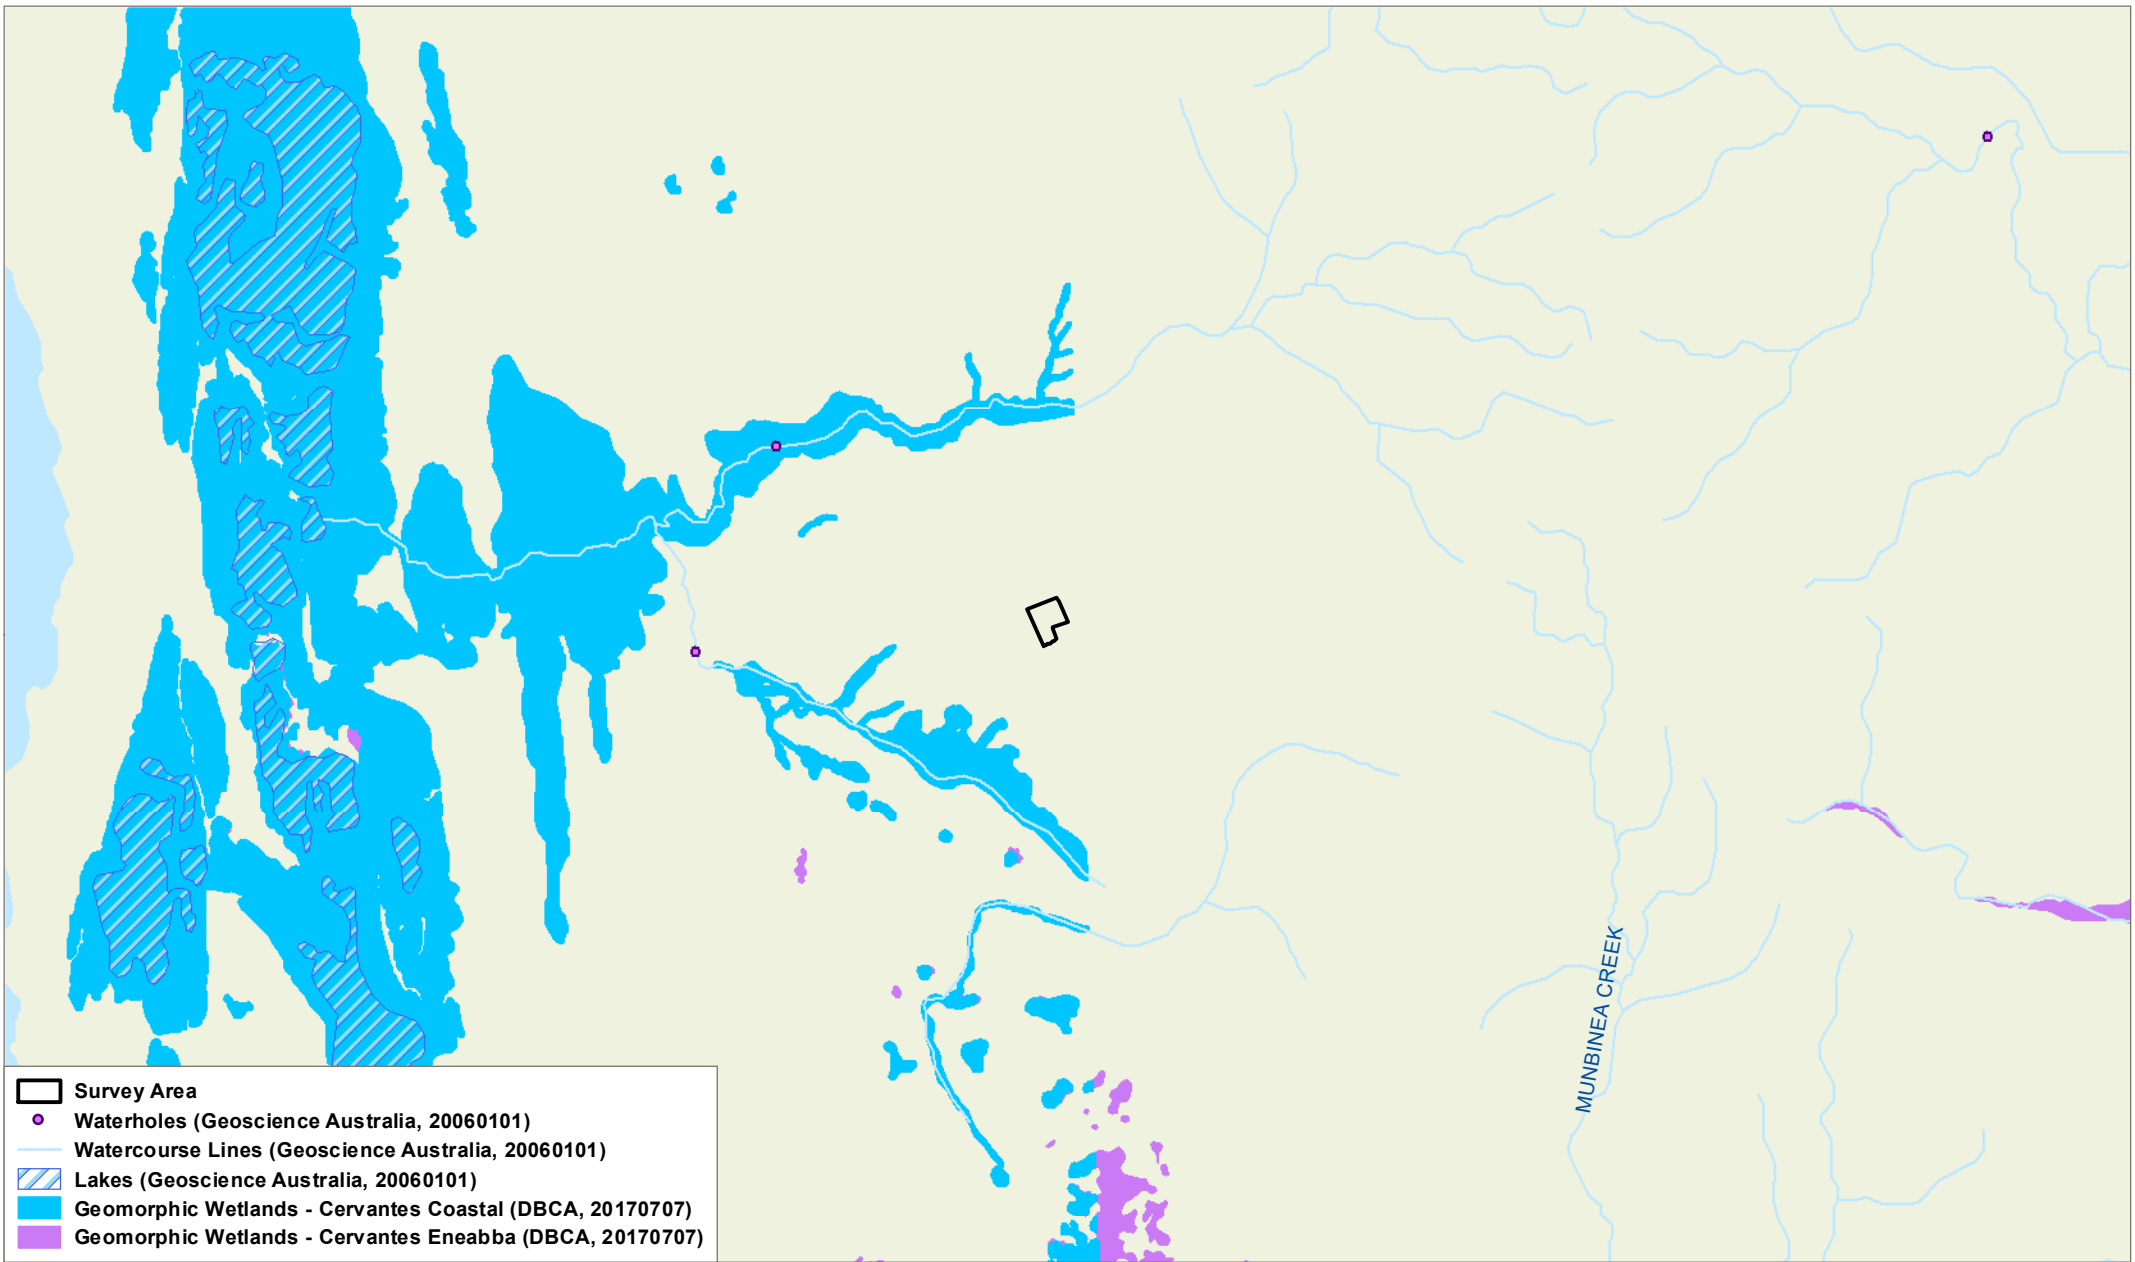 MUNBINEA CREEK
Survey Area
Waterholes (Geoscience Australia, 20060101)
Watercourse Lines (Geoscience Australia, 20060101)
Lakes (Geoscience Australia, 20060101)
Geomorphic Wetlands - Cervantes Coastal (DBCA, 20170707)
Geomorphic Wetlands - Cervantes Eneabba (DBCA, 20170707)